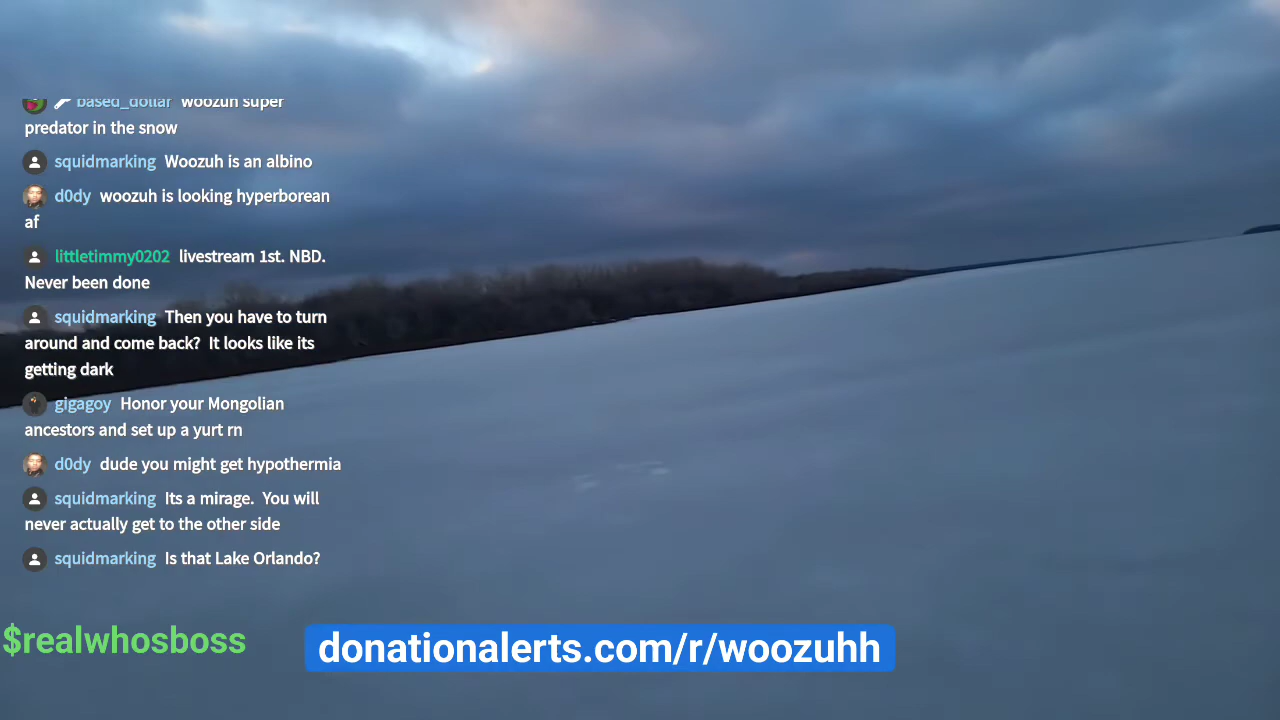 based_dollar woozuh super
predator in the snow
squidmarking Woozuh is an albino
d0dy woozuh is looking hyperborean
af
littletimmy0202 livestream 1st. NBD.
Never been done
squidmarking Then you have to turn
around and come back? It looks like its
getting dark
gigagoy Honor your Mongolian
ancestors and set up a yurt rn
d0dy dude you might get hypothermia
squidmarking Its a mirage. You will
never actually get to the other side
squidmarking Is that Lake Orlando?
$realwhosboss
donationalerts.com/r/woozuhh